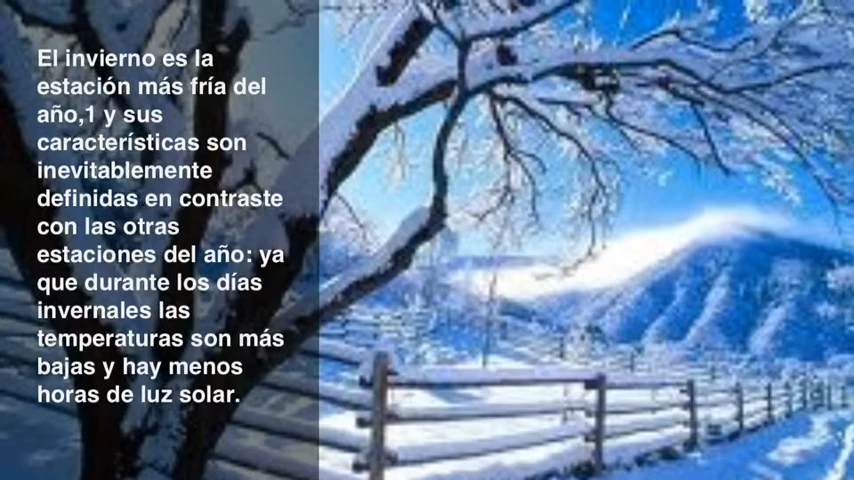 El invierno es la
estación más fría del
año,1 y sus
características son
inevitablemente
definidas en contraste
con las otras
estaciones del año: ya
que durante los días
invernales las
temperaturas son más
bajas y hay menos
horas de luz solar.